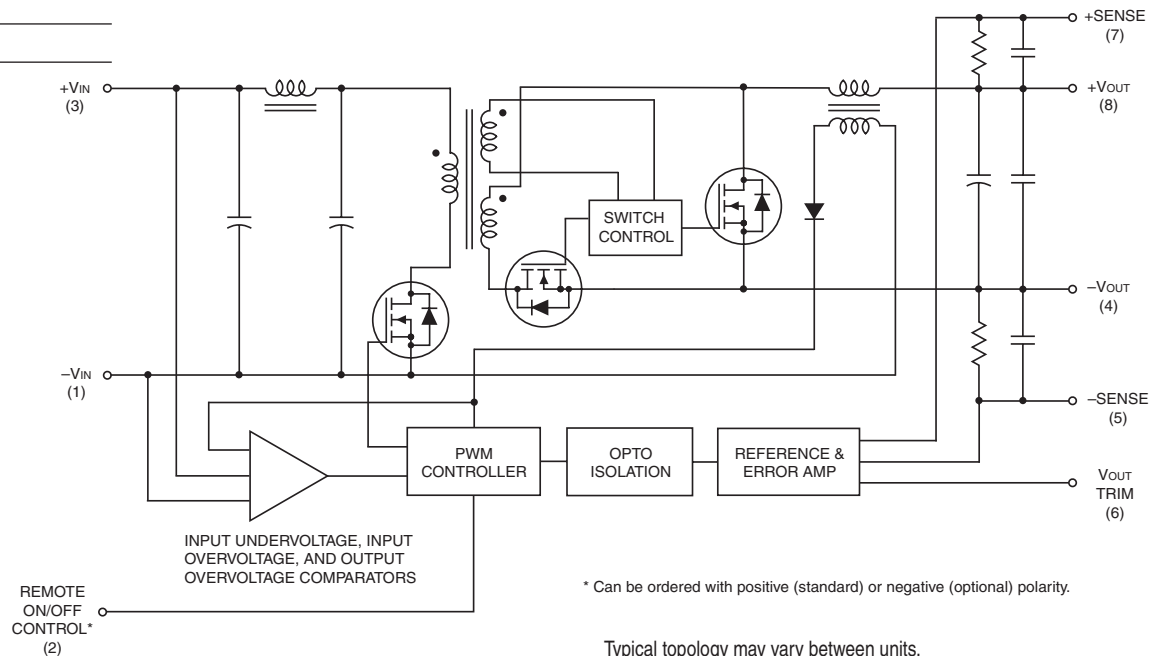 +SENSE
(7)
+VIN
(3)
+VOUT
(8)
SWITCH
CONTROL
–VOUT
(4)
–VIN
(1)
–SENSE
(5)
PWM
CONTROLLER
OPTO
ISOLATION
REFERENCE &
ERROR AMP
VOUT
TRIM
(6)
INPUT UNDERVOLTAGE, INPUT
OVERVOLTAGE, AND OUTPUT
OVERVOLTAGE COMPARATORS
REMOTE
ON/OFF
CONTROL*
(2)
* Can be ordered with positive (standard) or negative (optional) polarity.
Typical topology may vary between units.